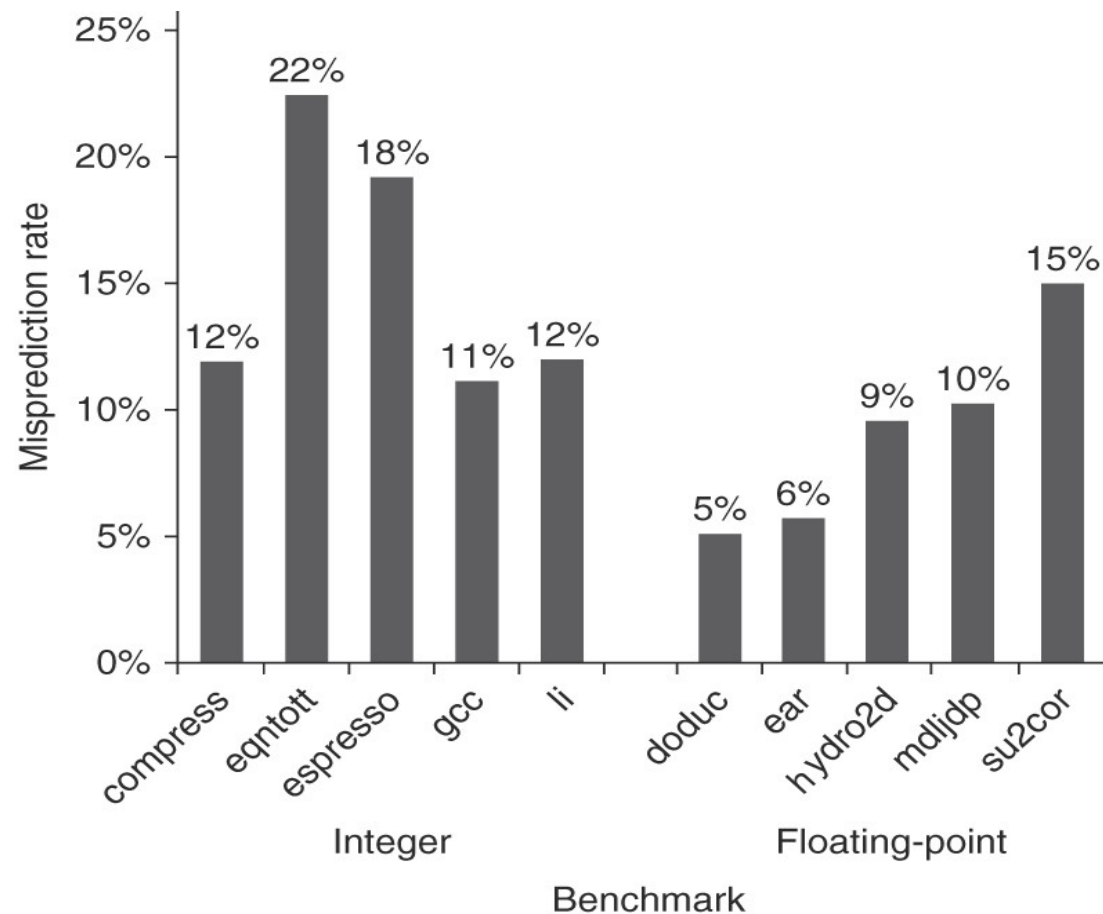 25%
20%
15%
10%
5%
0%
Misprediction rate
12%
22%
18%
11%
12%
5%
6%
9%
10%
15%
compress
eqntott
espresso
gcc
li
doduc
ear
hydro2d
mdljdp
su2cor
Integer
Floating-point
Benchmark